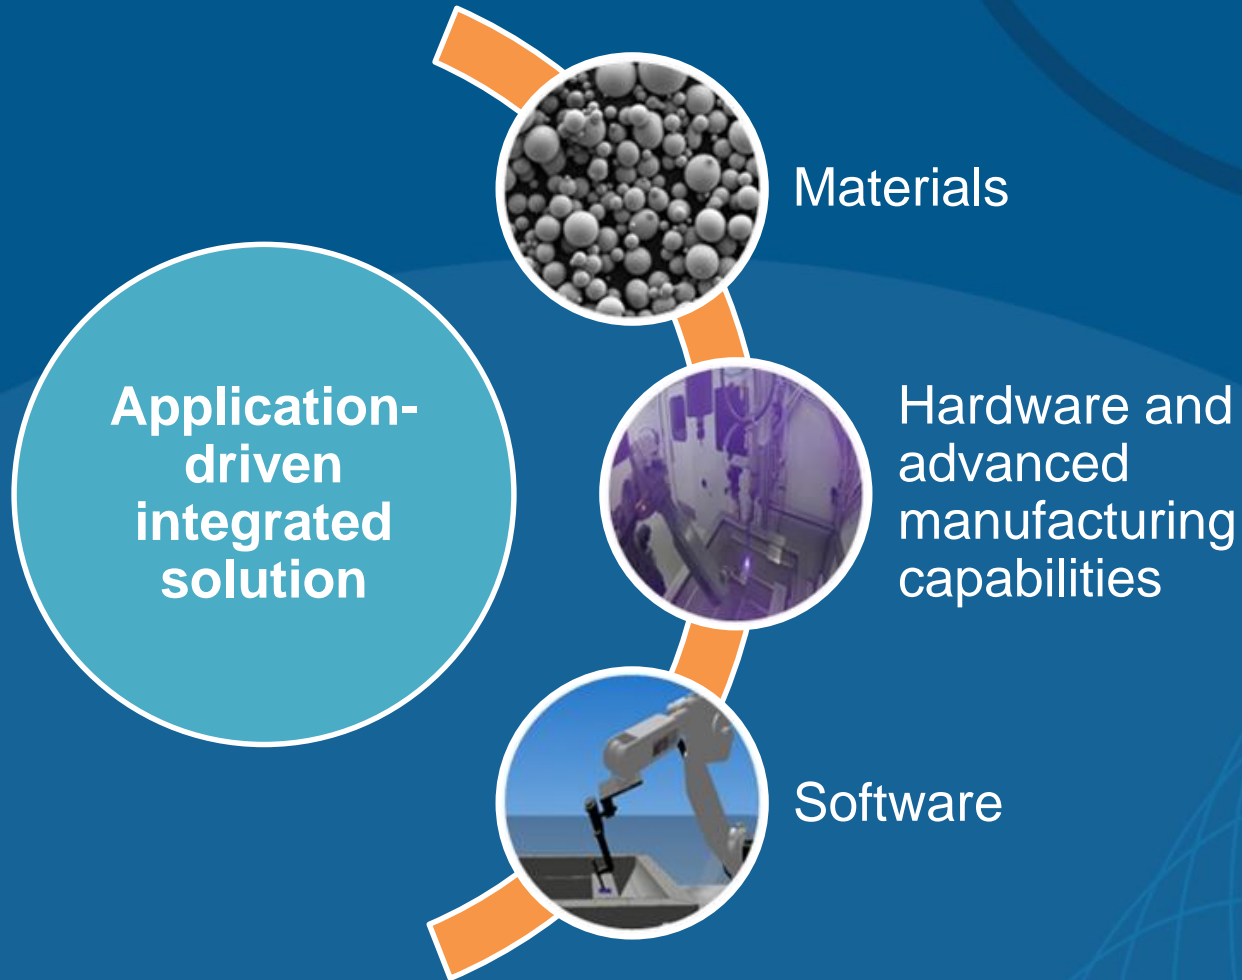 Materials
Application-
driven
integrated
solution
Hardware and
advanced
manufacturing
capabilities
Software